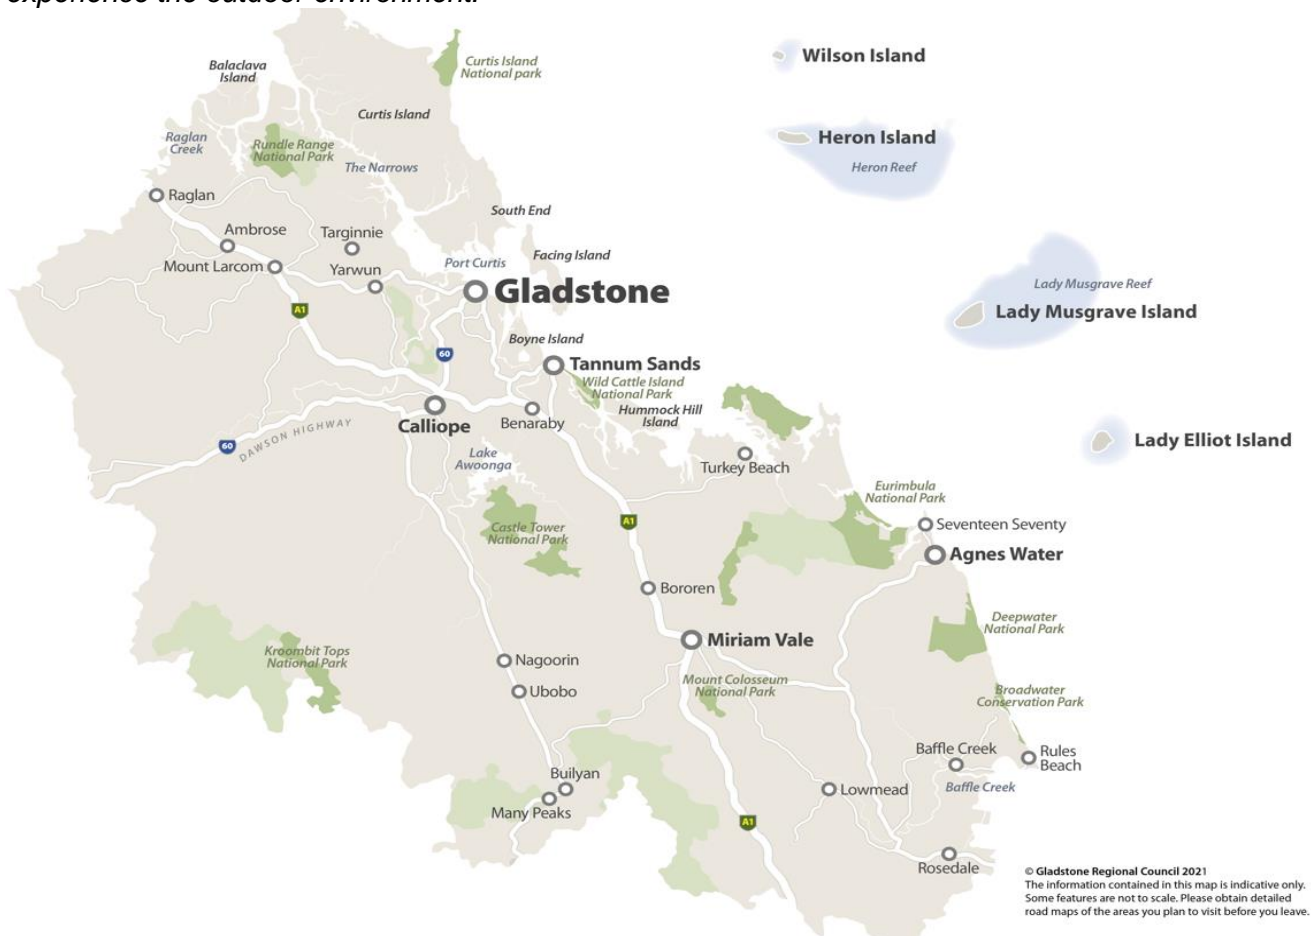 experience the outdoor environment.
Wilson Island
Curtis Island
National park
Balaclava
Island
Curtis Island
Heron Island
Heron Reef
Raglan
Creek
Rundle Range
National Park
The Narrows
Raglan
South End
Ambrose
Targinnie
Facing Island
Mount Larcom
Yarwun
Port Curtis
Gladstone
Lady Musgrave Reef
Lady Musgrave Island
A1
60
Boyne Island
Tannum Sands
Wild Cattle Island
National Park
Hummock Hill
Island
Calliope
Benaraby
60
DAWSON HIGHWAY
Lake
Awoonga
Turkey Beach
Lady Elliot Island
Eurimbula
National Park
Castle Tower
National Park
A1
Seventeen Seventy
Agnes Water
Bororen
Deepwater
National Park
Miriam Vale
Kroombit Tops
National Park
Nagoorin
Ubobo
Mount Colosseum
National Park
Broadwater
Conservation Park
Baffle Creek
Rules
Beach
Builyan
Many Peaks
Lowmead
Baffle Creek
A1
Rosedale
© Gladstone Regional Council 2021
The information contained in this map is indicative only.
Some features are not to scale. Please obtain detailed
road maps of the areas you plan to visit before you leave.